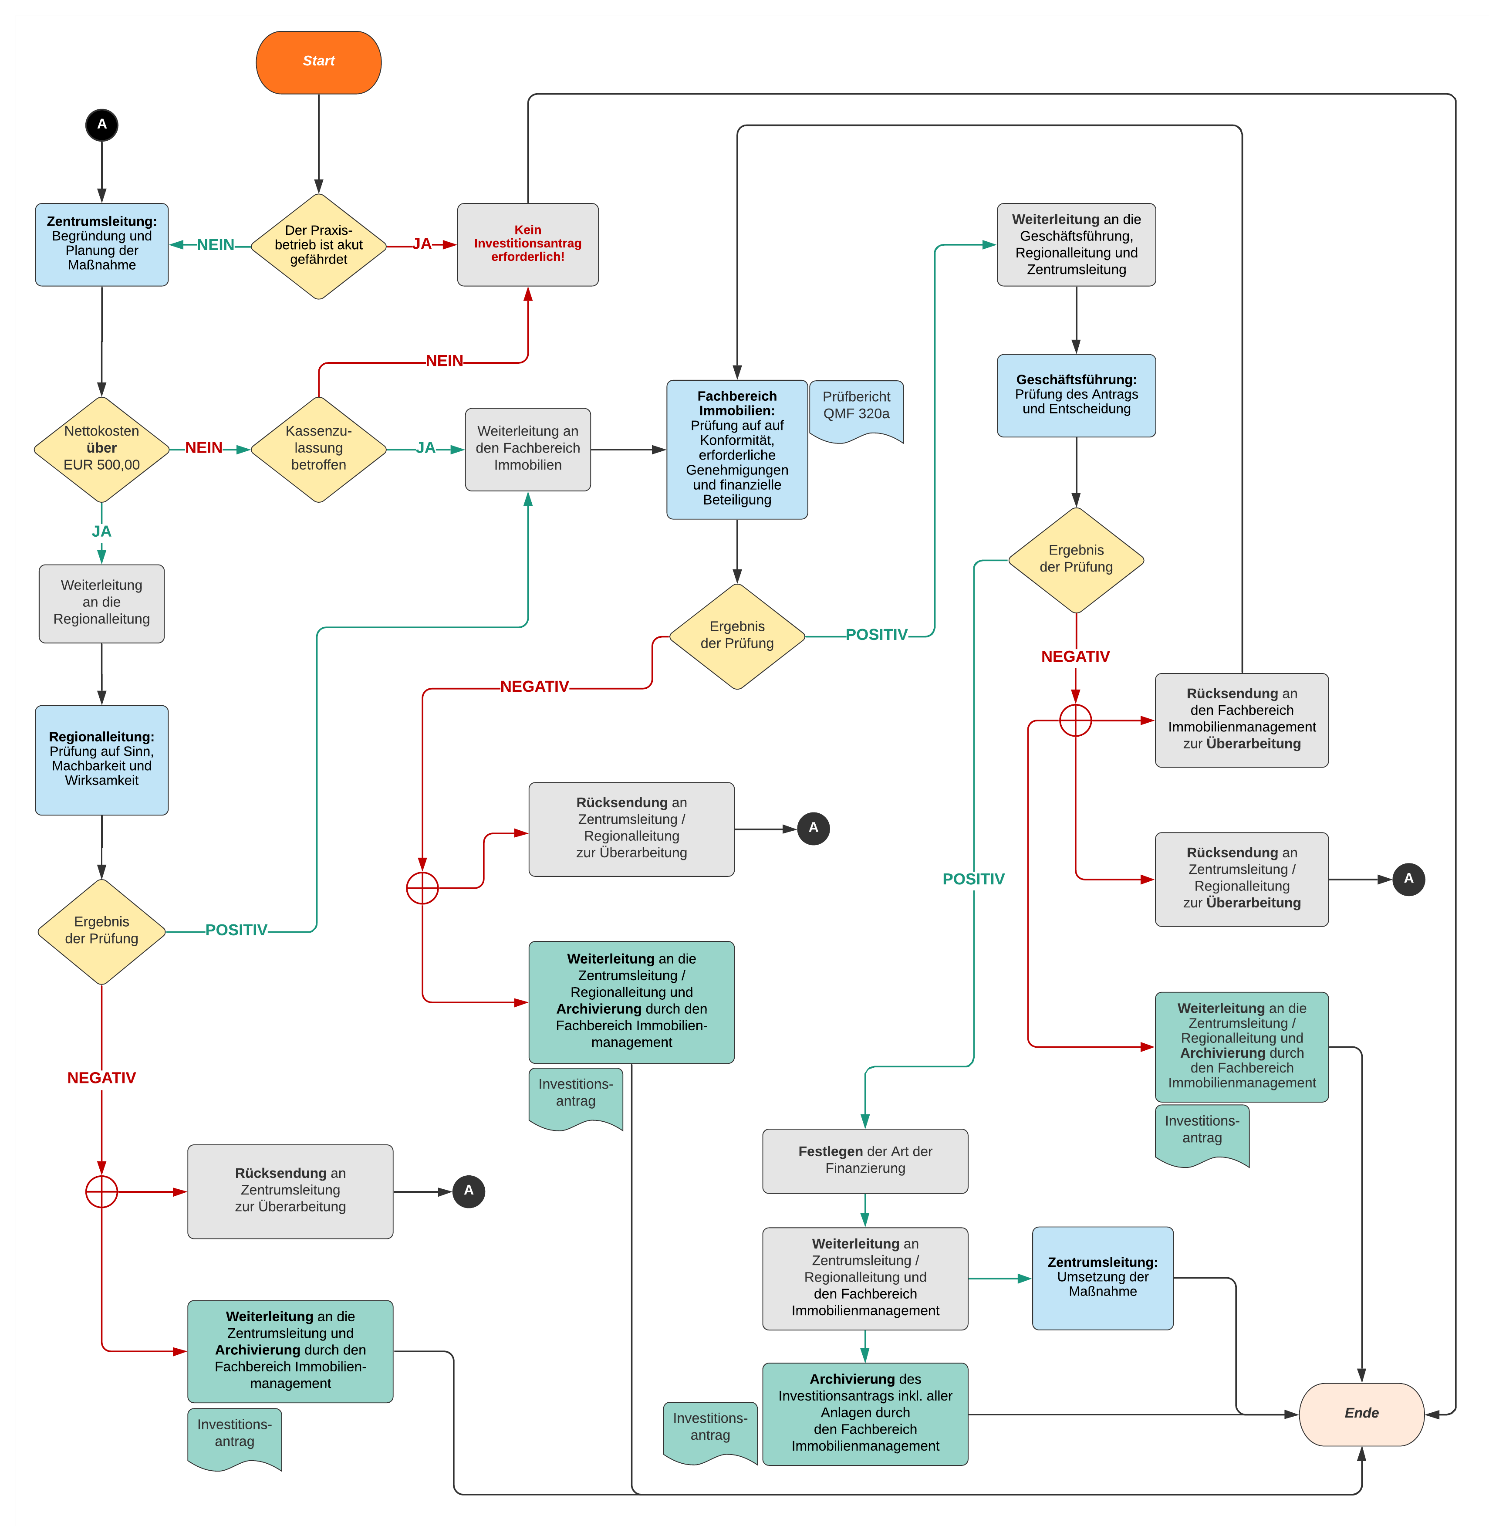 Start
A
Zentrumsleitung:
Begründung und
Planung der
Maßnahme
NEIN
Der Praxis-
betrieb ist akut
gefährdet
JA
Kein
Investitionsantrag
erforderlich!
NEIN
Nettokosten
über
EUR 500,00
NEIN
Kassenzu-
lassung
betroffen
JA
Weiterleitung an
den Fachbereich
Immobilien
Fachbereich
Immobilien:
Prüfung auf auf
Konformität,
erforderliche
Genehmigungen
und finanzielle
Beteiligung
Prüfbericht
QMF 320a
Weiterleitung an die
Geschäftsführung,
Regionalleitung und
Zentrumsleitung
Geschäftsführung:
Prüfung des Antrags
und Entscheidung
JA
Weiterleitung
an die
Regionalleitung
Regionalleitung:
Prüfung auf Sinn,
Machbarkeit und
Wirksamkeit
Ergebnis
der Prüfung
POSITIV
NEGATIV
Rücksendung an
Zentrumsleitung
zur Überarbeitung
A
Weiterleitung an die
Zentrumsleitung und
Archivierung durch den
Fachbereich Immobilien-
management
Investitions-
antrag
Ergebnis
der Prüfung
POSITIV
NEGATIV
Rücksendung an
Zentrumsleitung /
Regionalleitung
zur Überarbeitung
A
Weiterleitung an die
Zentrumsleitung /
Regionalleitung und
Archivierung durch den
Fachbereich Immobilien-
management
Investitions-
antrag
Ergebnis
der Prüfung
NEGATIV
Rücksendung an
den Fachbereich
Immobilienmanagement
zur Überarbeitung
Rücksendung an
Zentrumsleitung /
Regionalleitung
zur Überarbeitung
A
Weiterleitung an die
Zentrumsleitung /
Regionalleitung und
Archivierung durch
den Fachbereich
Immobilienmanagement
Investitions-
antrag
POSITIV
Festlegen der Art der
Finanzierung
Weiterleitung an
Zentrumsleitung /
Regionalleitung und
den Fachbereich
Immobilienmanagement
Zentrumsleitung:
Umsetzung der
Maßnahme
Archivierung des
Investitionsantrags inkl. aller
Anlagen durch
den Fachbereich
Immobilienmanagement
Investitions-
antrag
Ende